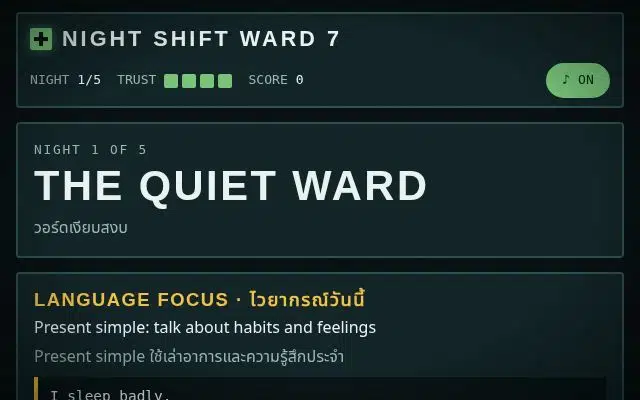 NIGHT SHIFT WARD 7
NIGHT 1/5 TRUST SCORE 0
♪ ON
NIGHT 1 OF 5
THE QUIET WARD
วอร์ดเงียบสงบ
LANGUAGE FOCUS · ไวยากรณ์วันนี้
Present simple: talk about habits and feelings
Present simple ใช้เล่าอาการและความรู้สึกประจำ
I sleep badly.